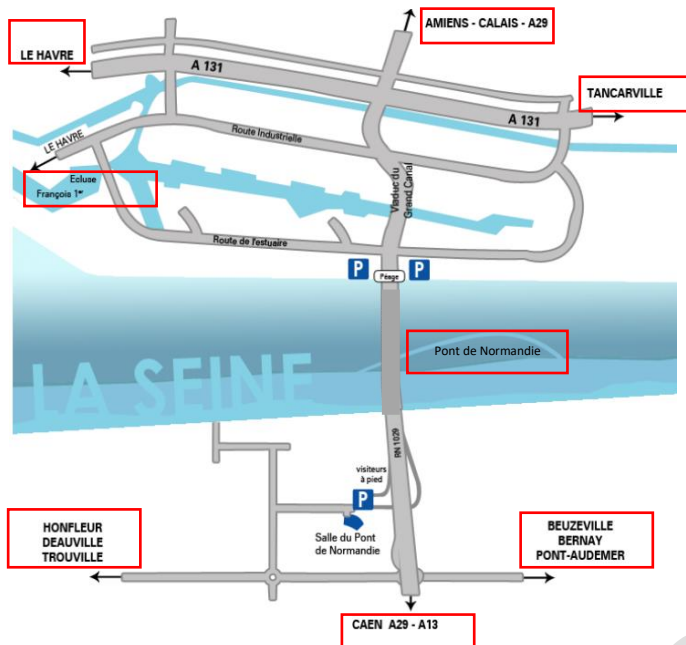 AMIENS - CALAIS - A29
LE HAVRE
A 131
TANCARVILLE
A 131
Route Industrielle
LE HAVRE
Ecluse
François 1er
Viaduc du
Grand Canal
Route de l'estuaire
P
Péage
P
Pont de Normandie
LA SEINE
RN 1029
visiteurs
à pied
P
Salle du Pont
de Normandie
HONFLEUR
DEAUVILLE
TROUVILLE
BEUZEVILLE
BERNAY
PONT-AUDEMER
CAEN A29 - A13